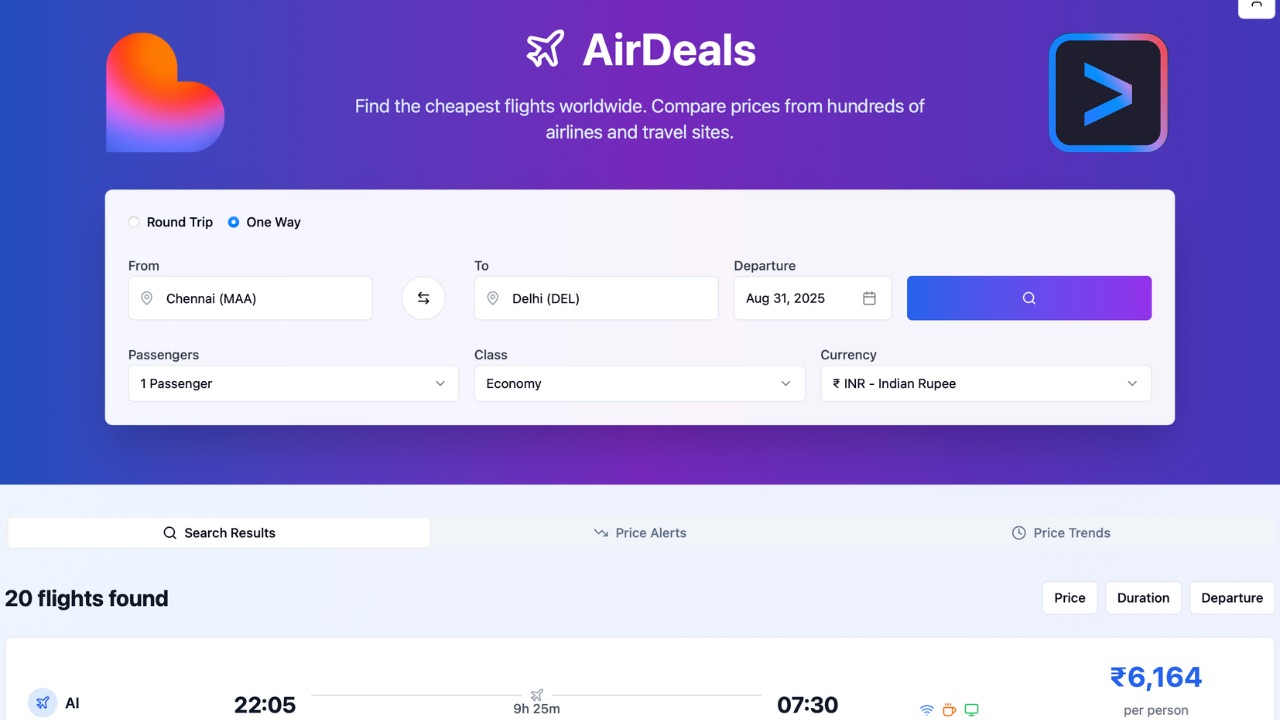 AirDeals
Find the cheapest flights worldwide. Compare prices from hundreds of
airlines and travel sites.
Round Trip One Way
From To Departure
Chennai (MAA) Delhi (DEL) Aug 31, 2025
Passengers Class Currency
1 Passenger Economy ₹ INR - Indian Rupee
Search Results Price Alerts Price Trends
20 flights found Price Duration Departure
₹6,164
AI 22:05 9h 25m 07:30
per person